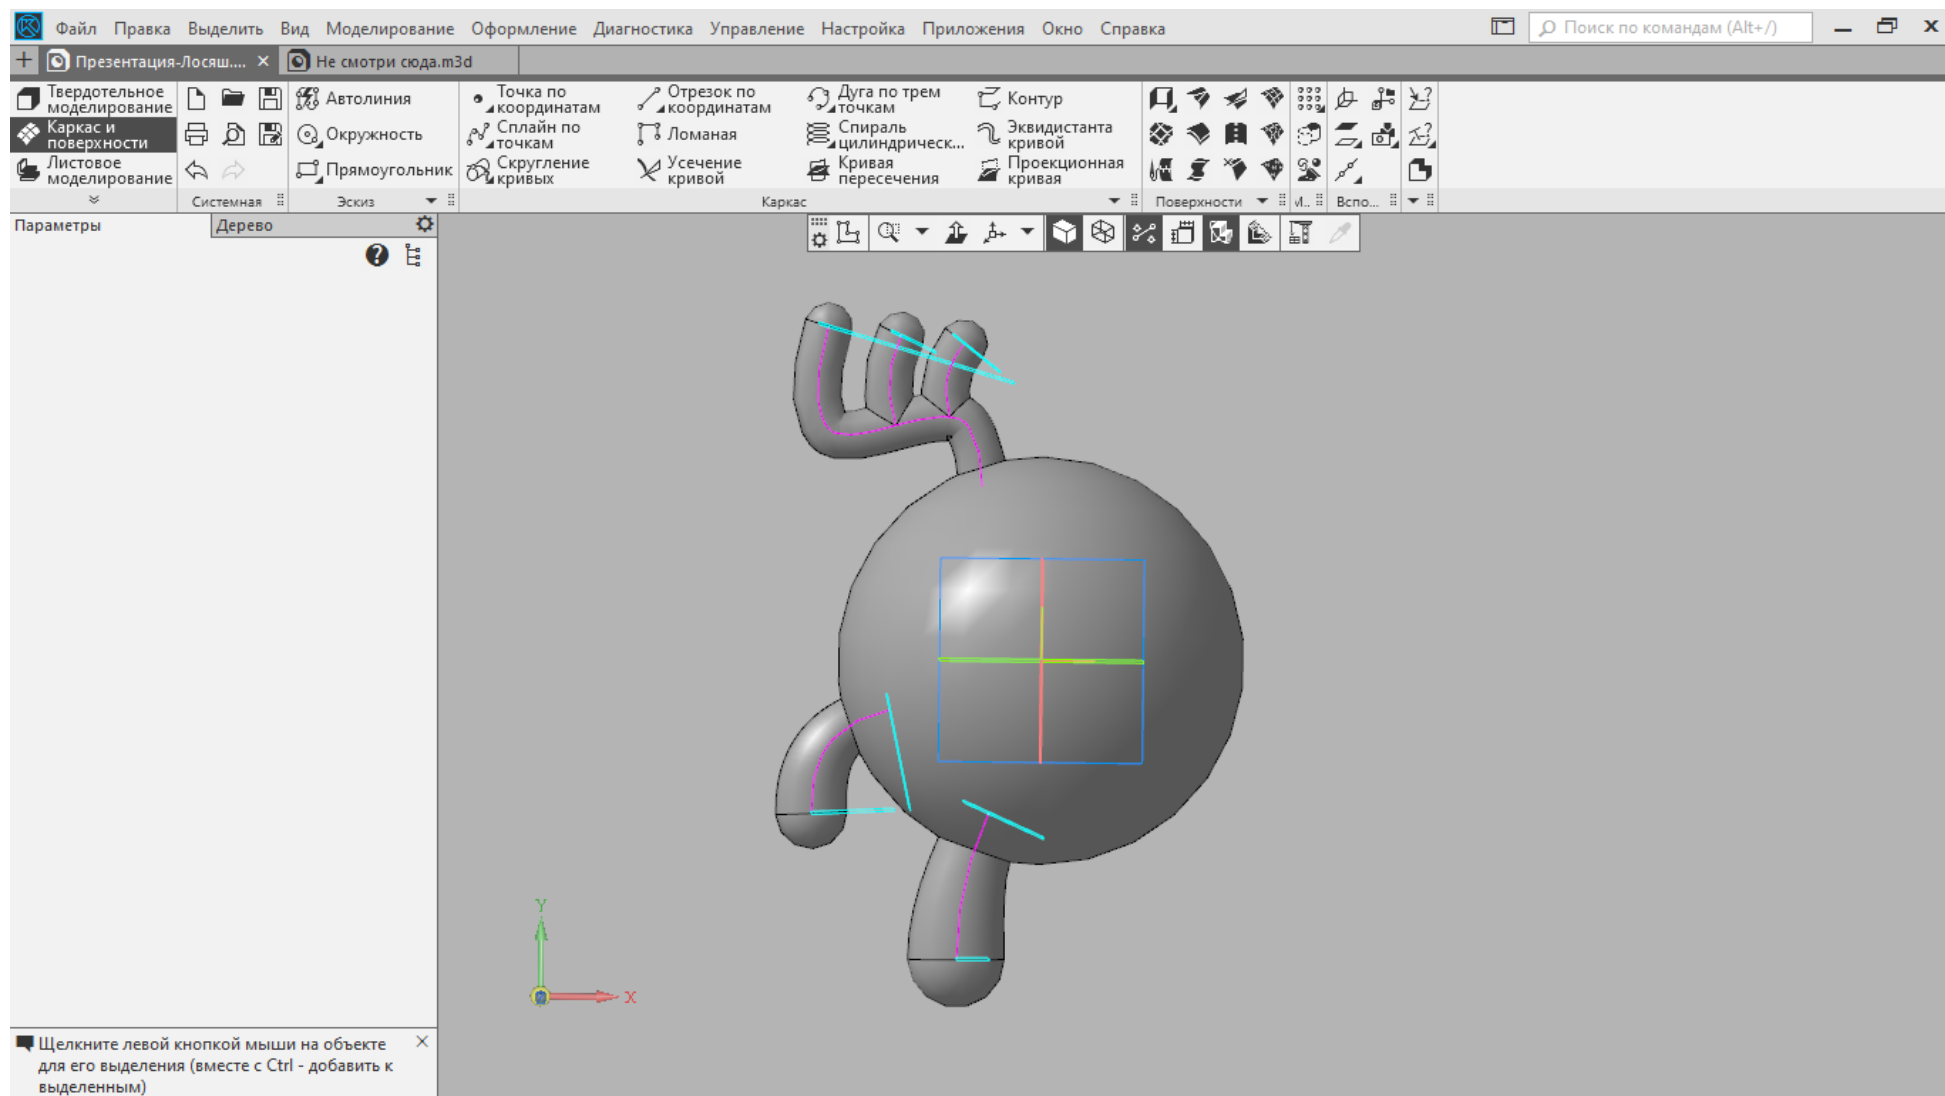 Файл Правка Выделить Вид Моделирование Оформление Диагностика Управление Настройка Приложения Окно Справка
Поиск по командам (Alt+/)
Презентация-Лосяш....
Не смотри сюда.m3d
Твердотельное
моделирование
Каркас и
поверхности
Листовое
моделирование
Системная
Автолиния
Окружность
Прямоугольник
Эскиз
Точка по
координатам
Сплайн по
точкам
Скругление
кривых
Отрезок по
координатам
Ломаная
Усечение
кривой
Дуга по трем
точкам
Спираль
цилиндрическ...
Кривая
пересечения
Контур
Эквидистанта
кривой
Проекционная
кривая
Каркас
Поверхности
И..
Вспо...
Параметры
Дерево
Y
X
Щелкните левой кнопкой мыши на объекте
для его выделения (вместе с Ctrl - добавить к
выделенным)